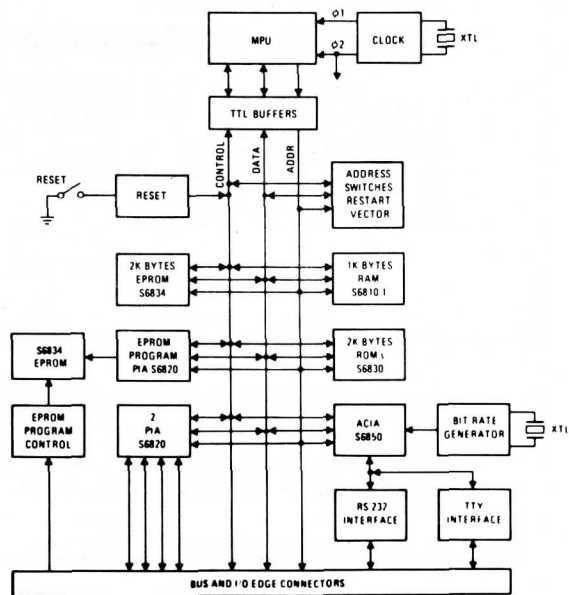 MPU
ϕ1
ϕ2
CLOCK
XTL
TTL BUFFERS
CONTROL
DATA
ADDR
RESET
RESET
ADDRESS
SWITCHES
RESTART
VECTOR
2K BYTES
EPROM
S6834
1K BYTES
RAM
S6810 1
S6834
EPROM
EPROM
PROGRAM
PIA S6820
2K BYTES
ROM s
S6830
EPROM
PROGRAM
CONTROL
2
PIA
S6820
ACIA
S6850
BIT RATE
GENERATOR
XTL
RS 232
INTERFACE
TTY
INTERFACE
BUS AND I/O EDGE CONNECTORS